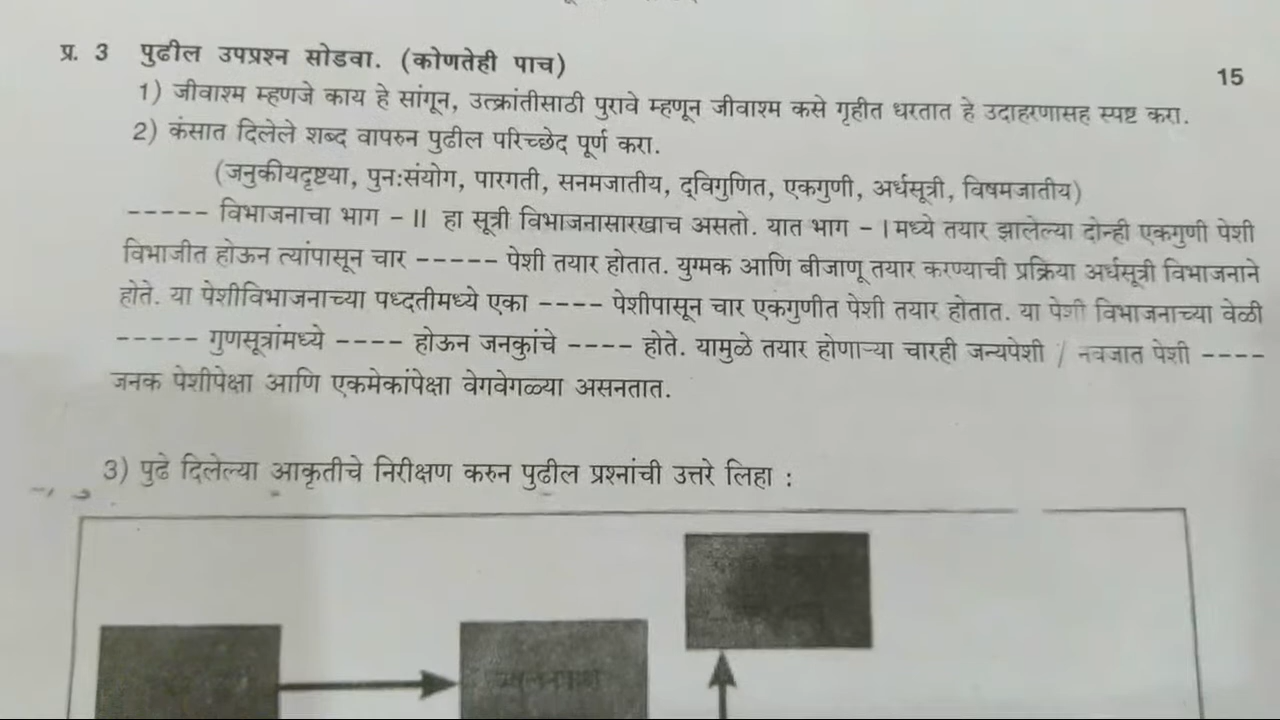 प्र. 3 पुढील उपप्रश्न सोडवा. (कोणतेही पाच)
15
1) जीवाश्म म्हणजे काय हे सांगून, उत्क्रांतीसाठी पुरावे म्हणून जीवाश्म कसे गृहीत धरतात हे उदाहरणासह स्पष्ट करा.
2) कंसात दिलेले शब्द वापरुन पुढील परिच्छेद पूर्ण करा.
(जनुकीयदृष्टया, पुन:संयोग, पारगती, सनमजातीय, द्विगुणित, एकगुणी, अर्धसूत्री, विषमजातीय)
----- विभाजनाचा भाग - II हा सूत्री विभाजनासारखाच असतो. यात भाग - I मध्ये तयार झालेल्या दोन्ही एकगुणी पेशी
विभाजीत होऊन त्यांपासून चार ----- पेशी तयार होतात. युग्मक आणि बीजाणू तयार करण्याची प्रक्रिया अर्धसूत्री विभाजनाने
होते. या पेशीविभाजनाच्या पध्दतीमध्ये एका ---- पेशीपासून चार एकगुणीत पेशी तयार होतात. या पेशी विभाजनाच्या वेळी
----- गुणसूत्रांमध्ये ---- होऊन जनकुांचे ---- होते. यामुळे तयार होणाऱ्या चारही जन्यपेशी / नवजात पेशी ----
जनक पेशीपेक्षा आणि एकमेकांपेक्षा वेगवेगळ्या असनतात.
3) पुढे दिलेल्या आकृतीचे निरीक्षण करुन पुढील प्रश्नांची उत्तरे लिहा :